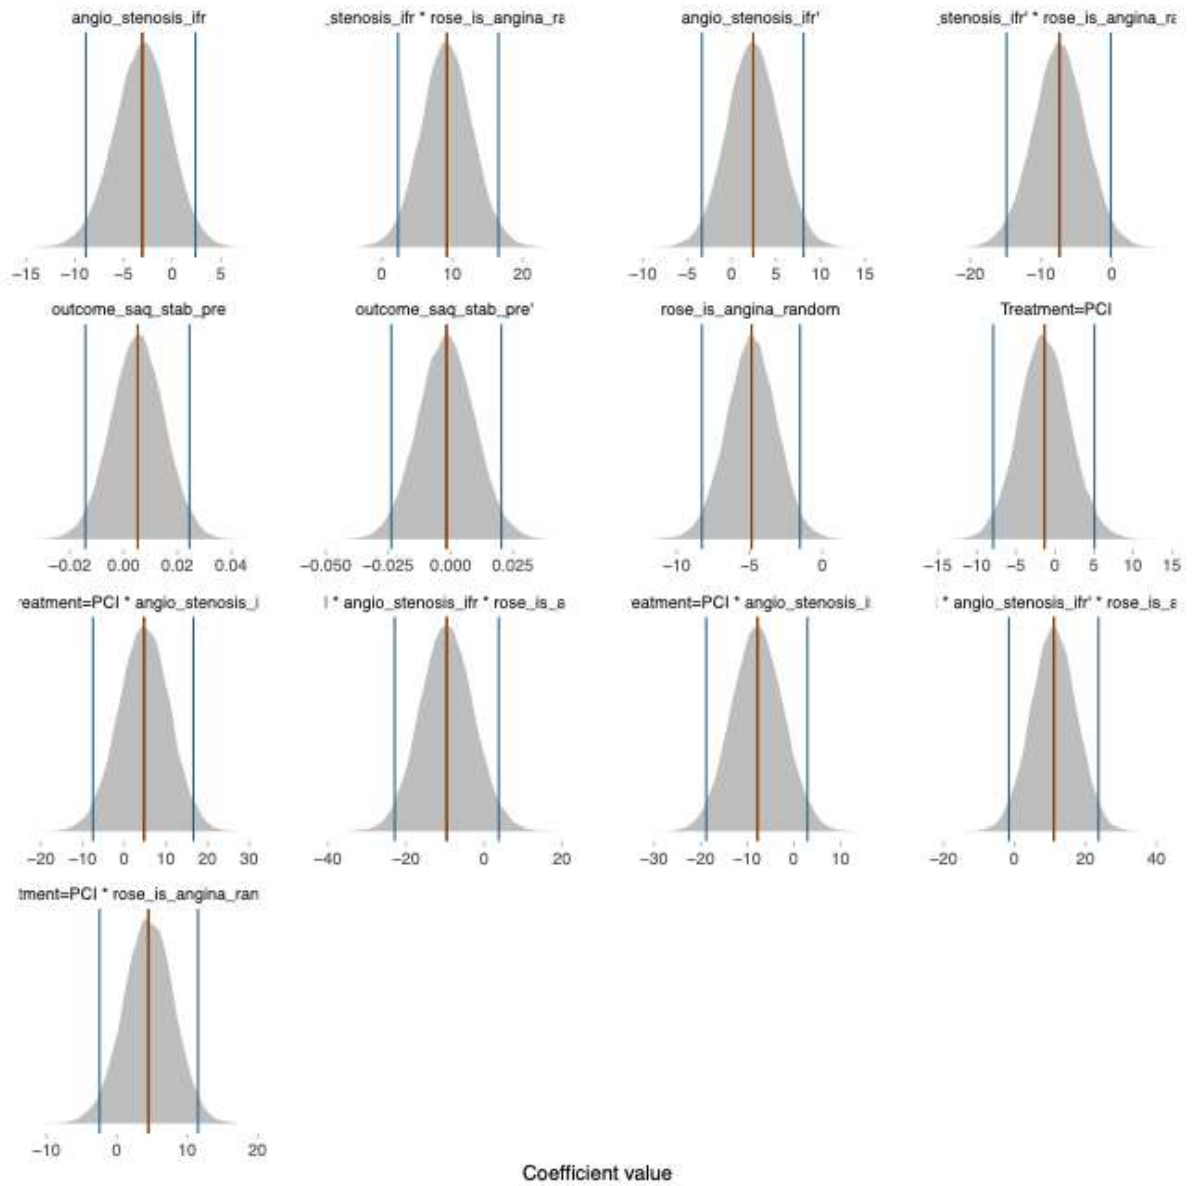 angio_stenosis_ifr
_stenosis_ifr * rose_is_angina_ra
angio_stenosis_ifr'
_stenosis_ifr' * rose_is_angina_ra
−15 −10 −5 0 5
0 10 20
−10 −5 0 5 10 15
−20 −10 0
outcome_saq_stab_pre
outcome_saq_stab_pre'
rose_is_angina_random
Treatment=PCI
−0.02 0.00 0.02 0.04
−0.050 −0.025 0.000 0.025
−10 −5 0
−15 −10 −5 0 5 10 15
reatment=PCI * angio_stenosis_i
I * angio_stenosis_ifr * rose_is_a
eatment=PCI * angio_stenosis_i
* angio_stenosis_ifr' * rose_is_a
−20 −10 0 10 20 30
−40 −20 0 20
−30 −20 −10 0 10
−20 0 20 40
tment=PCI * rose_is_angina_ran
−10 0 10 20
Coefficient value